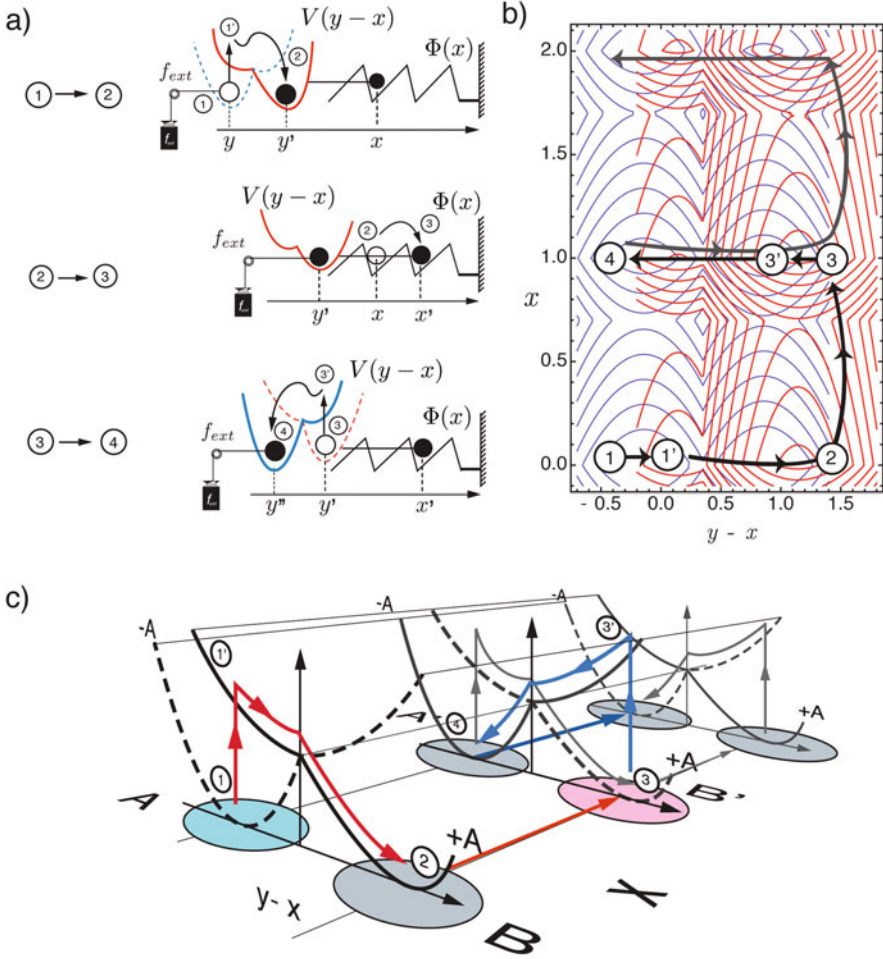 a)
V(y − x)
Φ(x)
① → ②
1'
2
f_ext
1
y
y'
x
V(y − x)
Φ(x)
② → ③
f_ext
2
3
y'
x
x'
③ → ④
3'
V(y − x)
Φ(x)
f_ext
4
3
y''
y'
x'
b)
2.0
1.5
x
1.0
4
3'
3
0.5
0.0
1
1'
2
- 0.5
0.0
0.5
1.0
1.5
y - x
c)
-A
-A
-A
1'
3'
4
A'
1
3
+A
+A
A
B'
2
+A
y- x
X
B